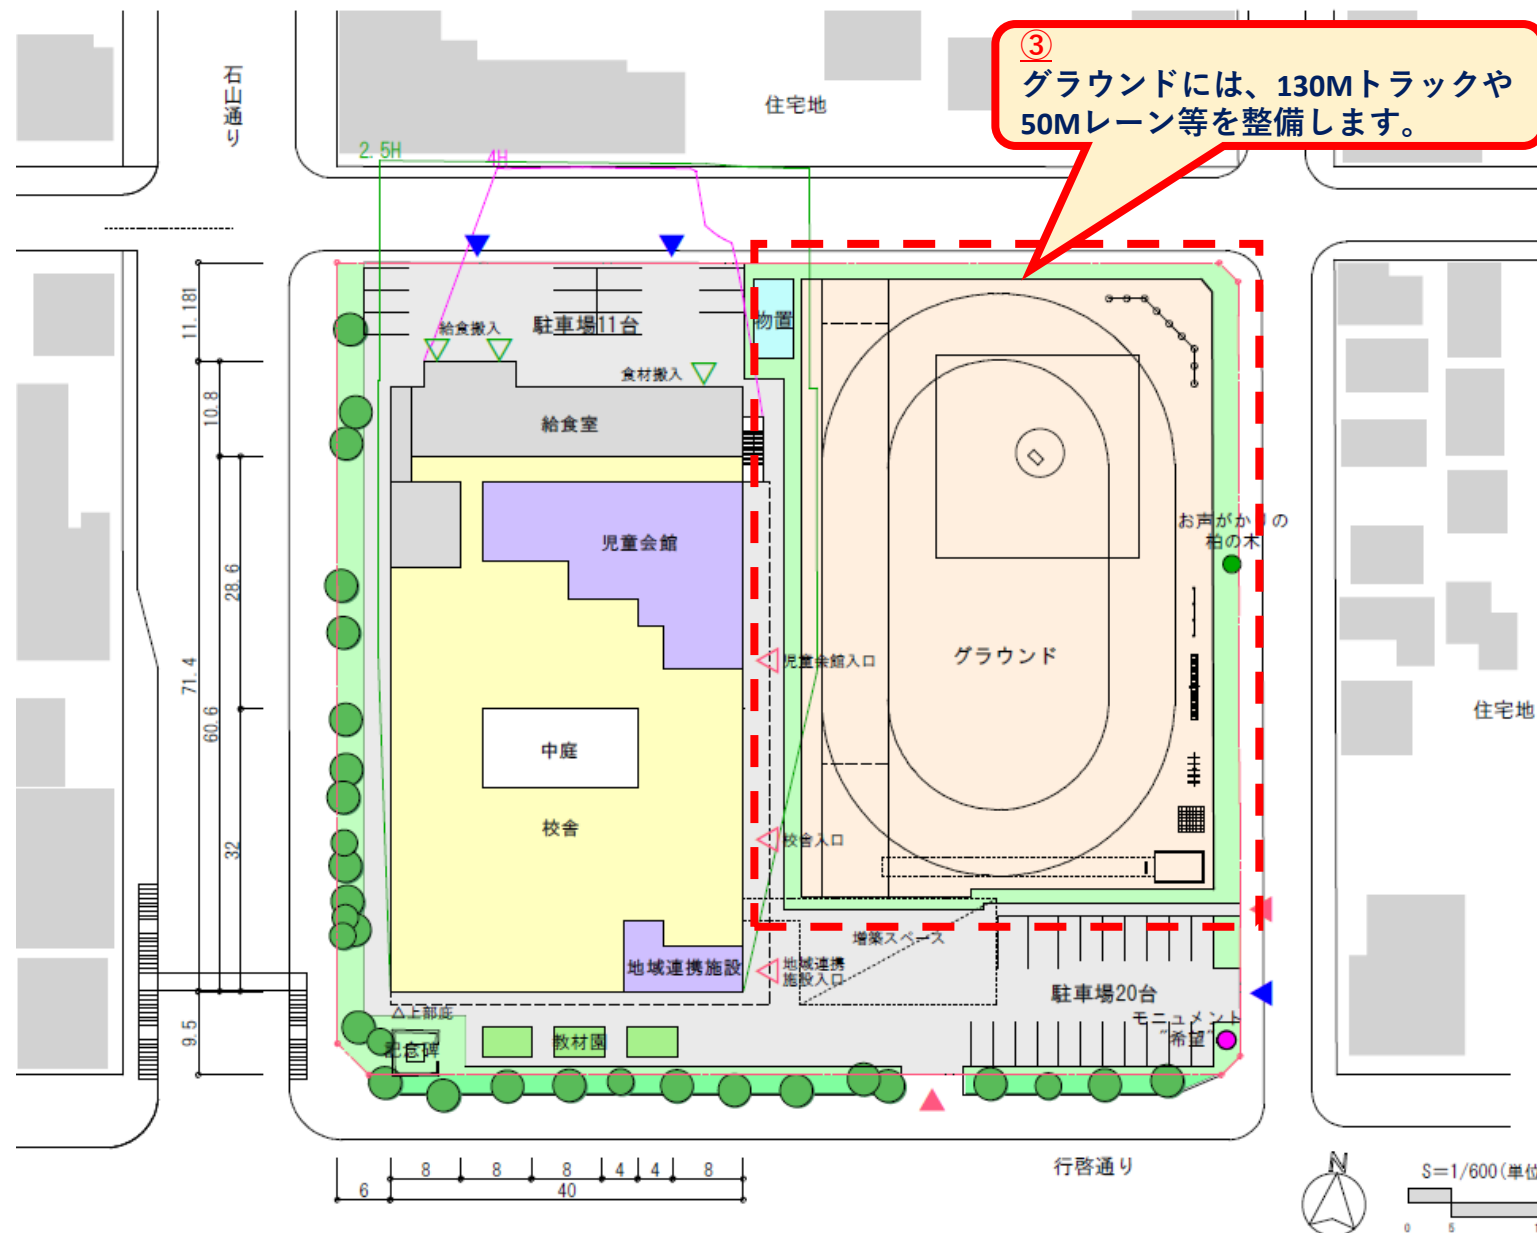 ③
グラウンドには、130Mトラックや
50Mレーン等を整備します。
石山通り
住宅地
2.5H
4H
11.181
10.8
28.6
71.4
60.6
32
9.5
給食搬入
駐車場11台
物置
食材搬入
給食室
児童会館
お声がかりの
柏の木
児童会館入口
グラウンド
住宅地
中庭
校舎
校舎入口
増築スペース
地域連携施設
地域連携
施設入口
駐車場20台
△上部庇
記念碑
教材園
モニュメント
"希望"
行啓通り
8
8
8
4
4
8
6
40
N
S=1/600(単位
0
5
1